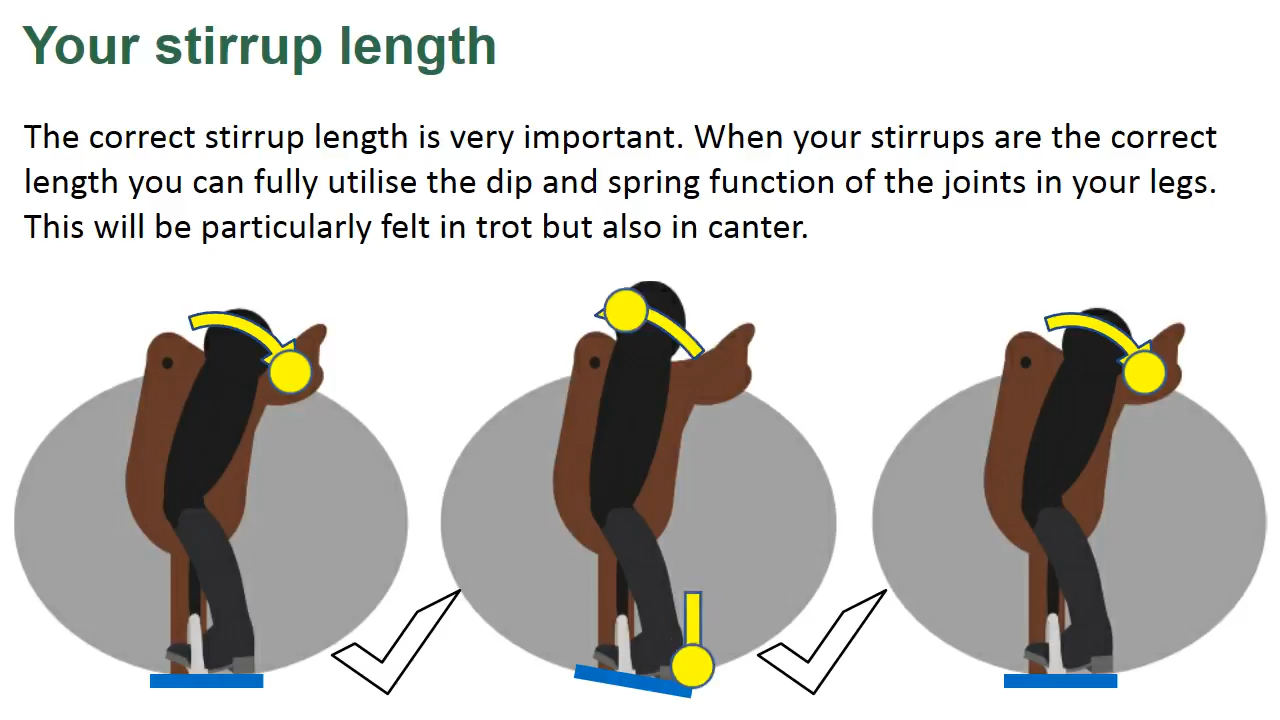 Your stirrup length
The correct stirrup length is very important. When your stirrups are the correct
length you can fully utilise the dip and spring function of the joints in your legs.
This will be particularly felt in trot but also in canter.